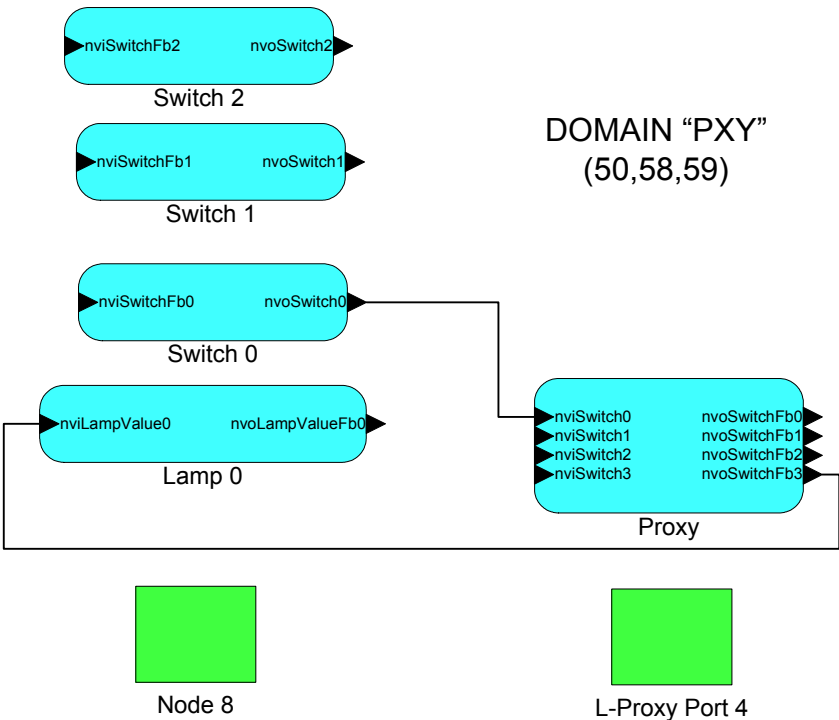 nviSwitchFb2 nvoSwitch2
Switch 2
nviSwitchFb1 nvoSwitch1
Switch 1
DOMAIN “PXY”
(50,58,59)
nviSwitchFb0 nvoSwitch0
Switch 0
nviLampValue0 nvoLampValueFb0
Lamp 0
nviSwitch0 nvoSwitchFb0
nviSwitch1 nvoSwitchFb1
nviSwitch2 nvoSwitchFb2
nviSwitch3 nvoSwitchFb3
Proxy
Node 8
L-Proxy Port 4